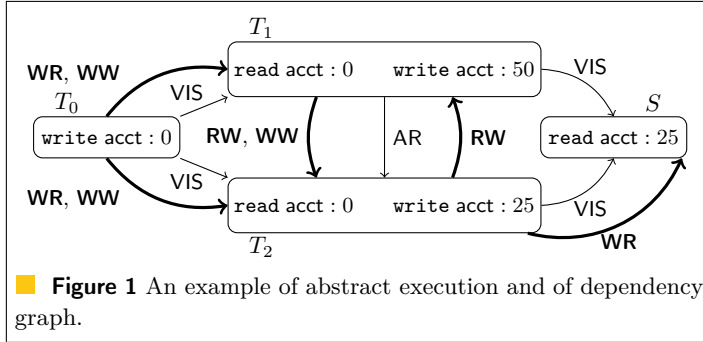 T₁
WR, WW
read acct : 0 write acct : 50
VIS
VIS
T₀
S
write acct : 0
RW, WW
AR
RW
read acct : 25
VIS
VIS
WR, WW
read acct : 0 write acct : 25
T₂
WR
Figure 1 An example of abstract execution and of dependency
graph.